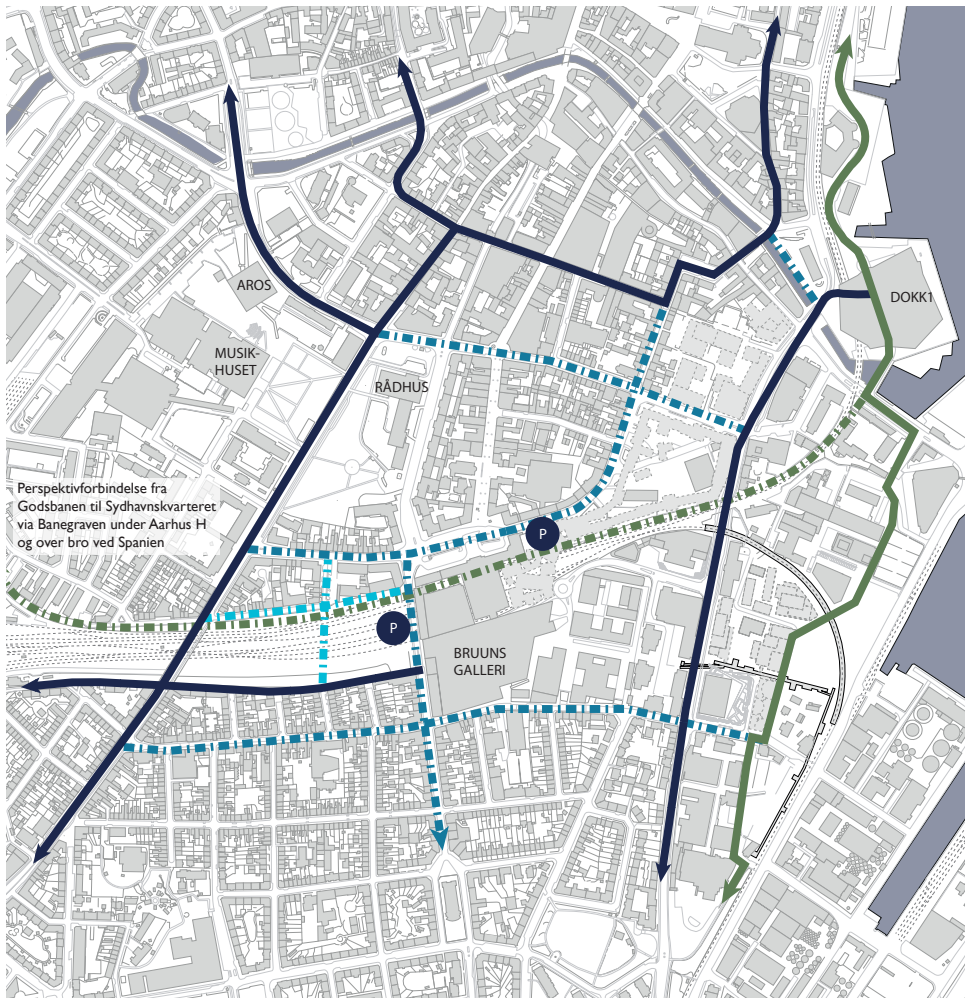 DOKK1
AROS
MUSIK-
HUSET
RÅDHUS
Perspektivforbindelse fra
Godsbanen til Sydhavnskvarteret
via Banegraven under Aarhus H
og over bro ved Spanien
P
P
BRUUNS
GALLERI